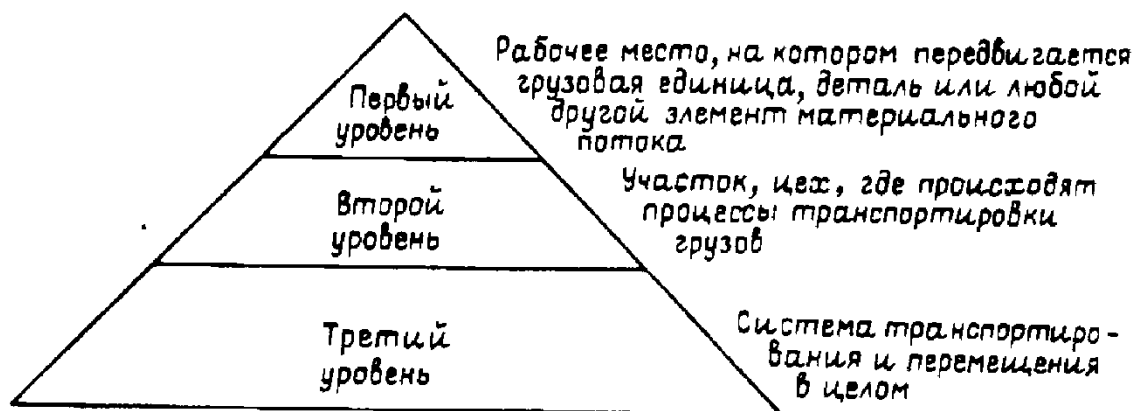 Рабочее место, на котором передвигается
грузовая единица, деталь или любой
другой элемент материального
потока
Первый
уровень
Участок, цех, где происходят
процессы транспортировки
грузов
Второй
уровень
Система транспортиро-
вания и перемещения
в целом
Третий
уровень